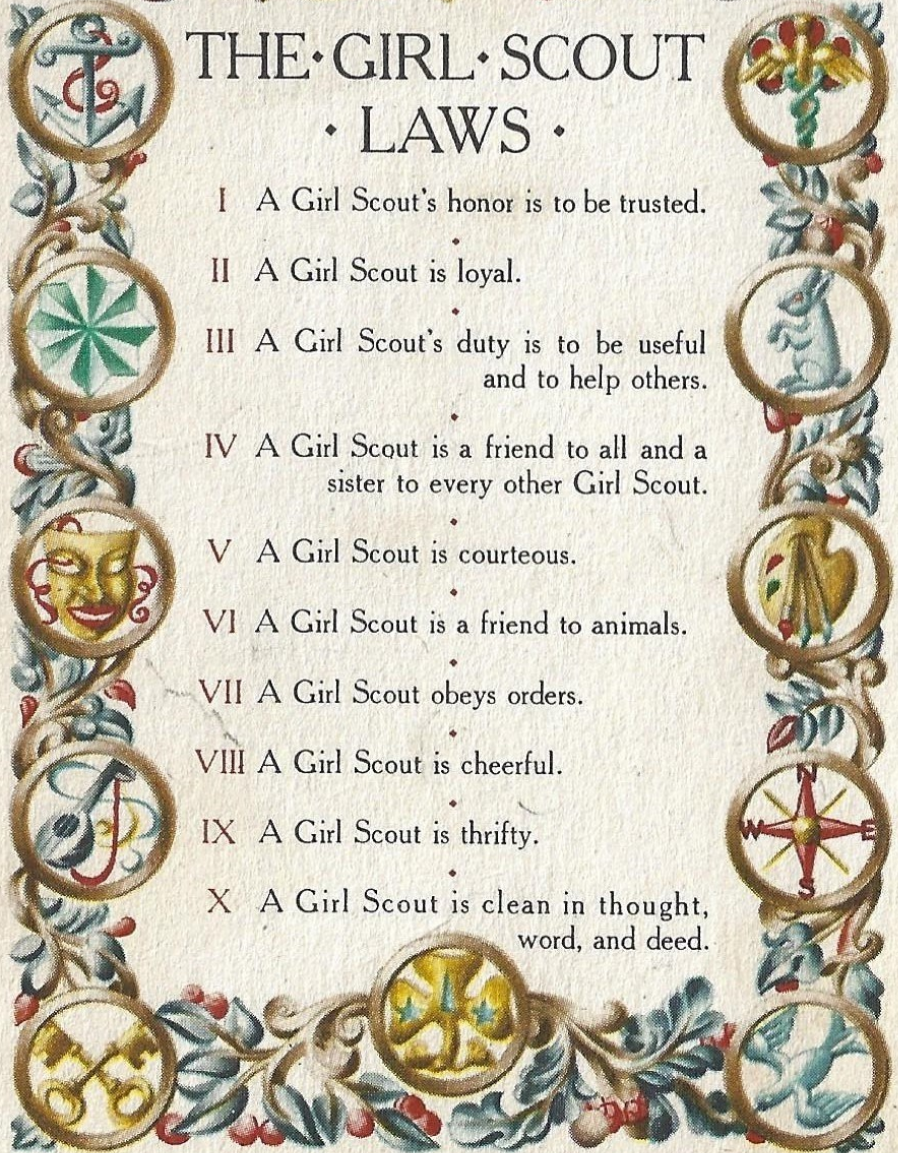 THE·GIRL·SCOUT
· LAWS ·
I A Girl Scout's honor is to be trusted.
II A Girl Scout is loyal.
III A Girl Scout's duty is to be useful
and to help others.
IV A Girl Scout is a friend to all and a
sister to every other Girl Scout.
V A Girl Scout is courteous.
VI A Girl Scout is a friend to animals.
VII A Girl Scout obeys orders.
VIII A Girl Scout is cheerful.
IX A Girl Scout is thrifty.
X A Girl Scout is clean in thought,
word, and deed.
N
W E
S